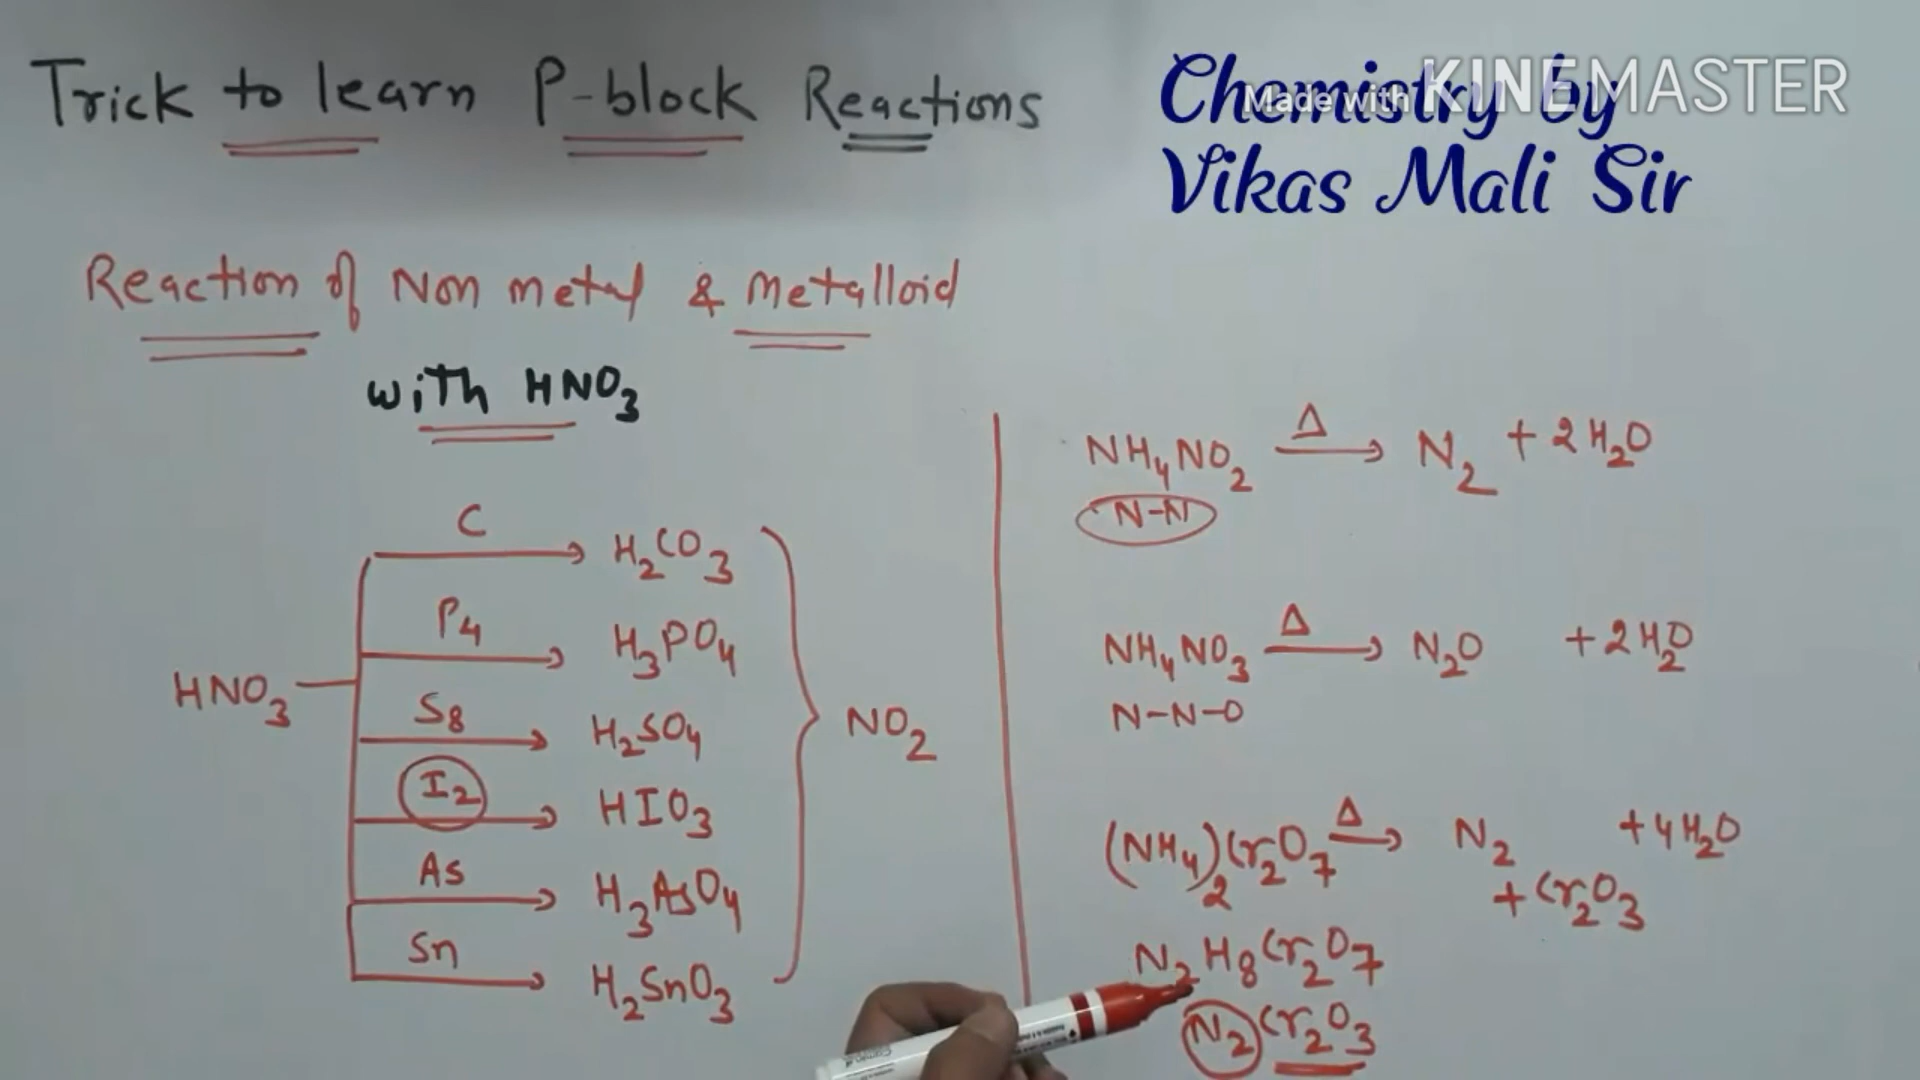 Trick to learn P-block Reactions
Chemistry by
Made with KINEMASTER
Vikas Mali Sir
Reaction of Non metal & Metalloid
with HNO3
HNO3
C → H2CO3
P4 → H3PO4
S8 → H2SO4
I2 → HIO3
As → H3AsO4
Sn → H2SnO3
NO2
NH4NO2 Δ→ N2 + 2H2O
N-N
NH4NO3 Δ→ N2O + 2H2O
N-N-O
(NH4)2Cr2O7 Δ→ N2 + 4H2O
+ Cr2O3
N2H8Cr2O7
N2 Cr2O3